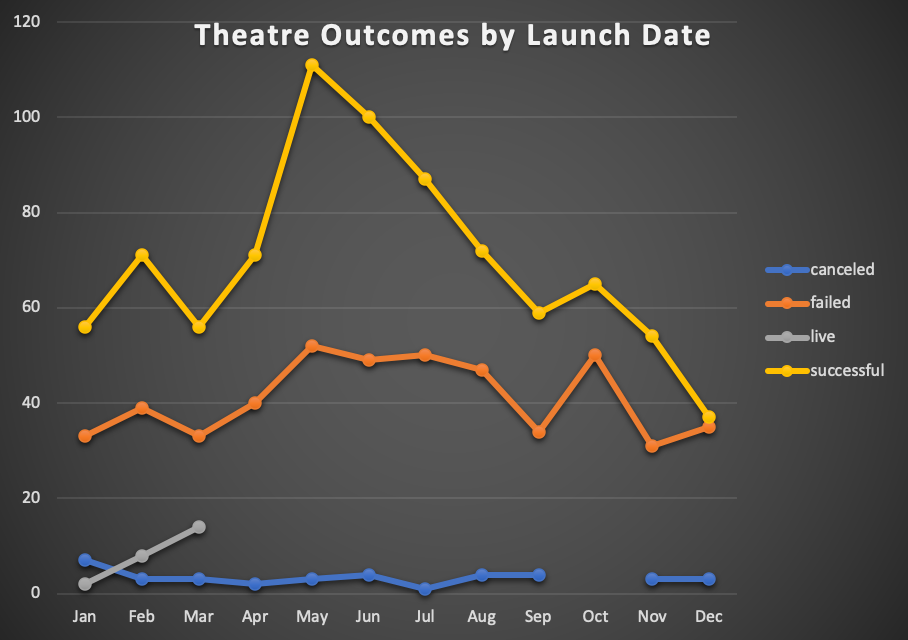 Theatre Outcomes by Launch Date
120
100
80
60
40
20
0
Jan Feb Mar Apr May Jun Jul Aug Sep Oct Nov Dec
canceled
failed
live
successful